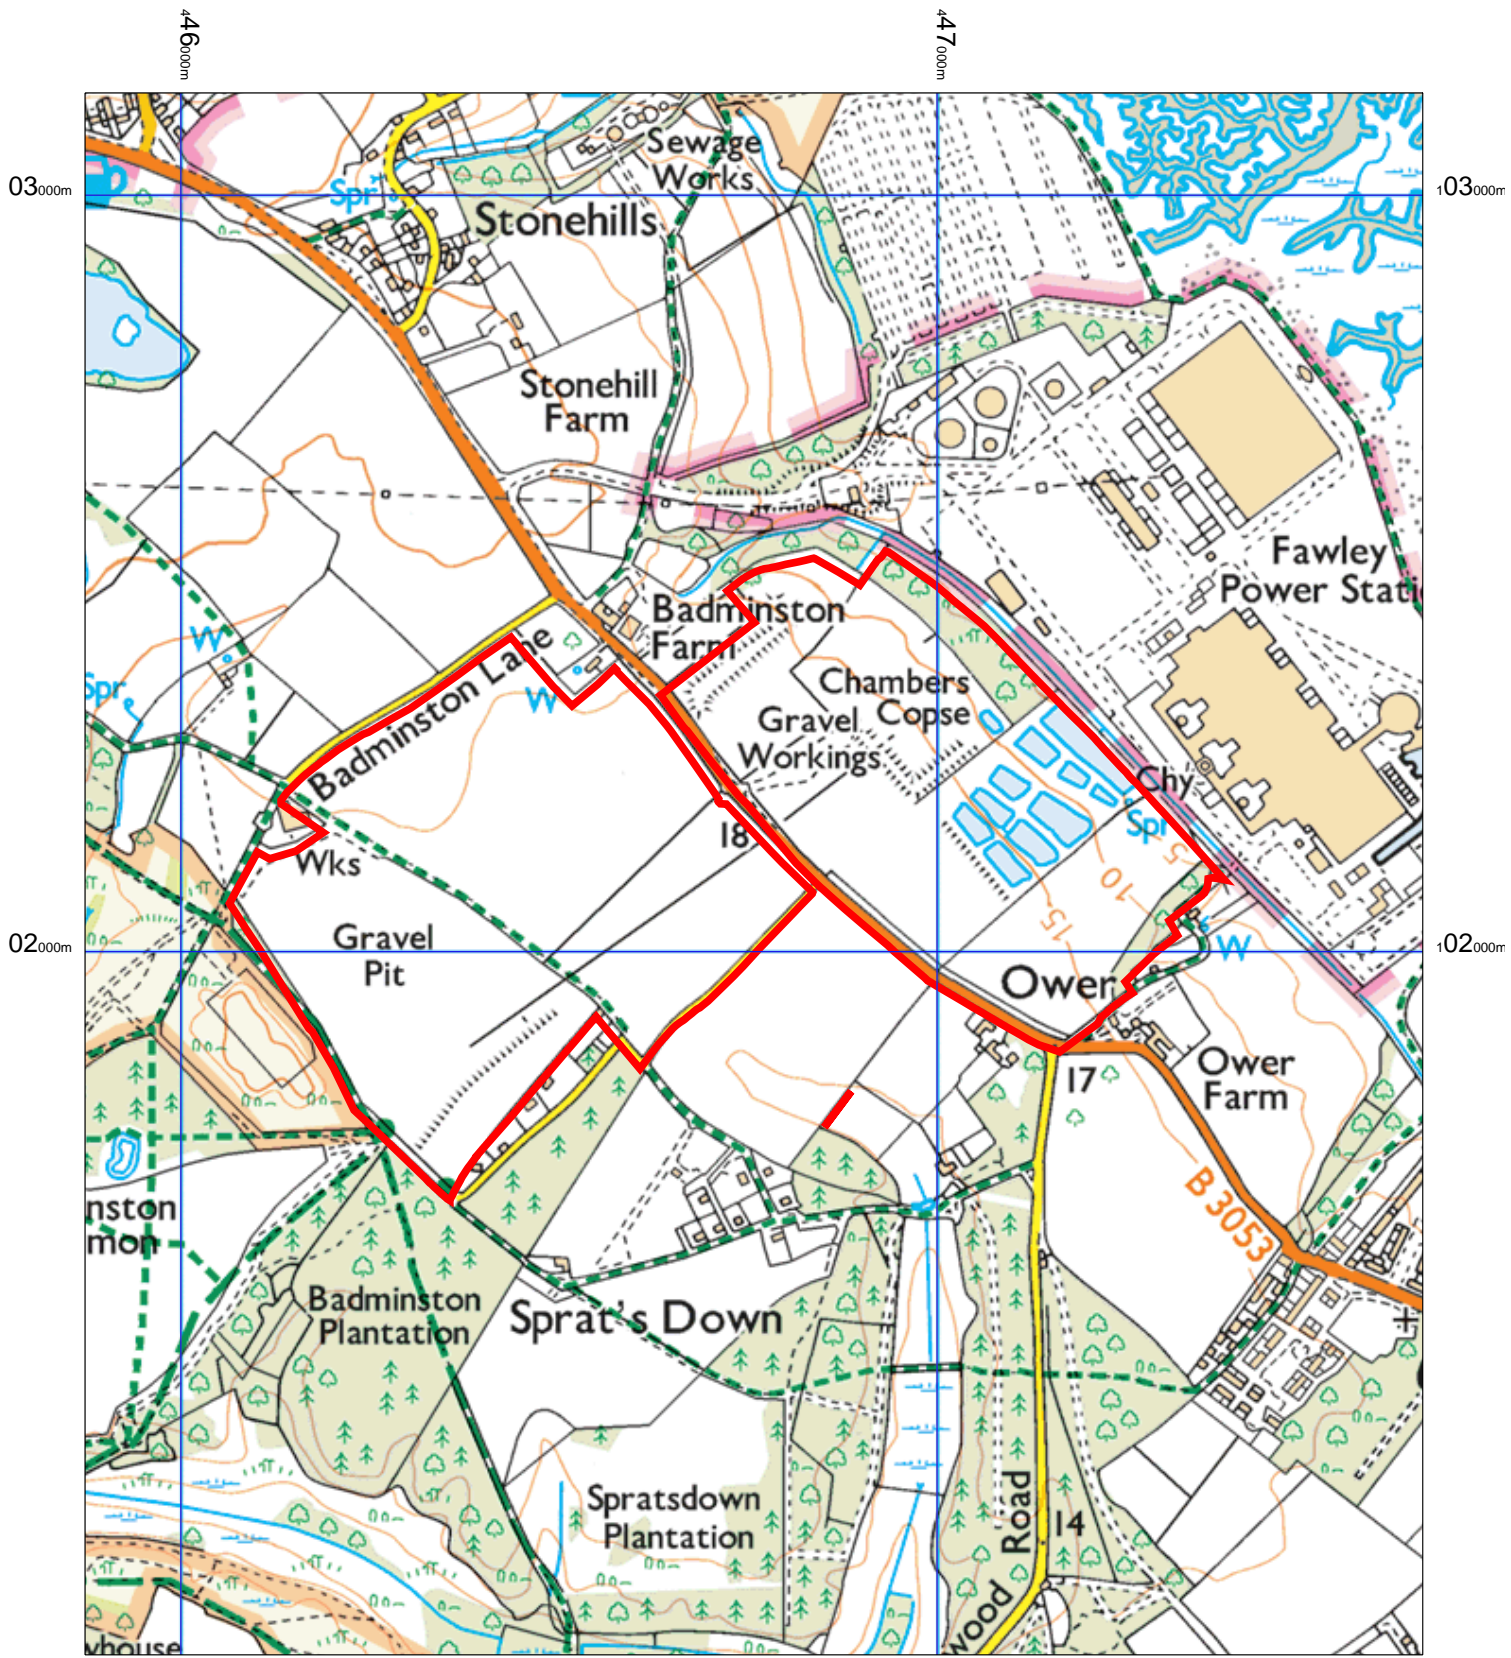 446000m
447000m
03000m
103000m
Sewage
Works
Spr
Stonehills
Stonehill
Farm
Fawley
Power Stati
Badminston
Farm
W
Badminston Lane
W
Spr
Chambers
Copse
Gravel
Workings
Chy
Spr
18
5
10
15
Wks
Gravel
Pit
02000m
102000m
W
Ower
17
Ower
Farm
B 3053
nston
mon
Badminston
Plantation
Sprat's Down
Spratsdown
Plantation
Road
14
wood
whouse